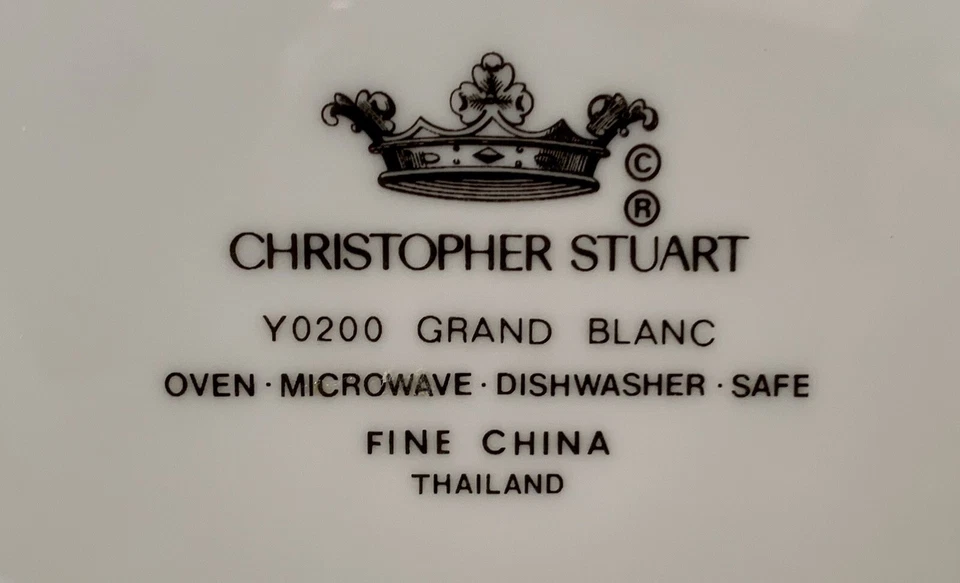 ©
®
CHRISTOPHER STUART
Y0200 GRAND BLANC
OVEN · MICROWAVE · DISHWASHER · SAFE
FINE CHINA
THAILAND